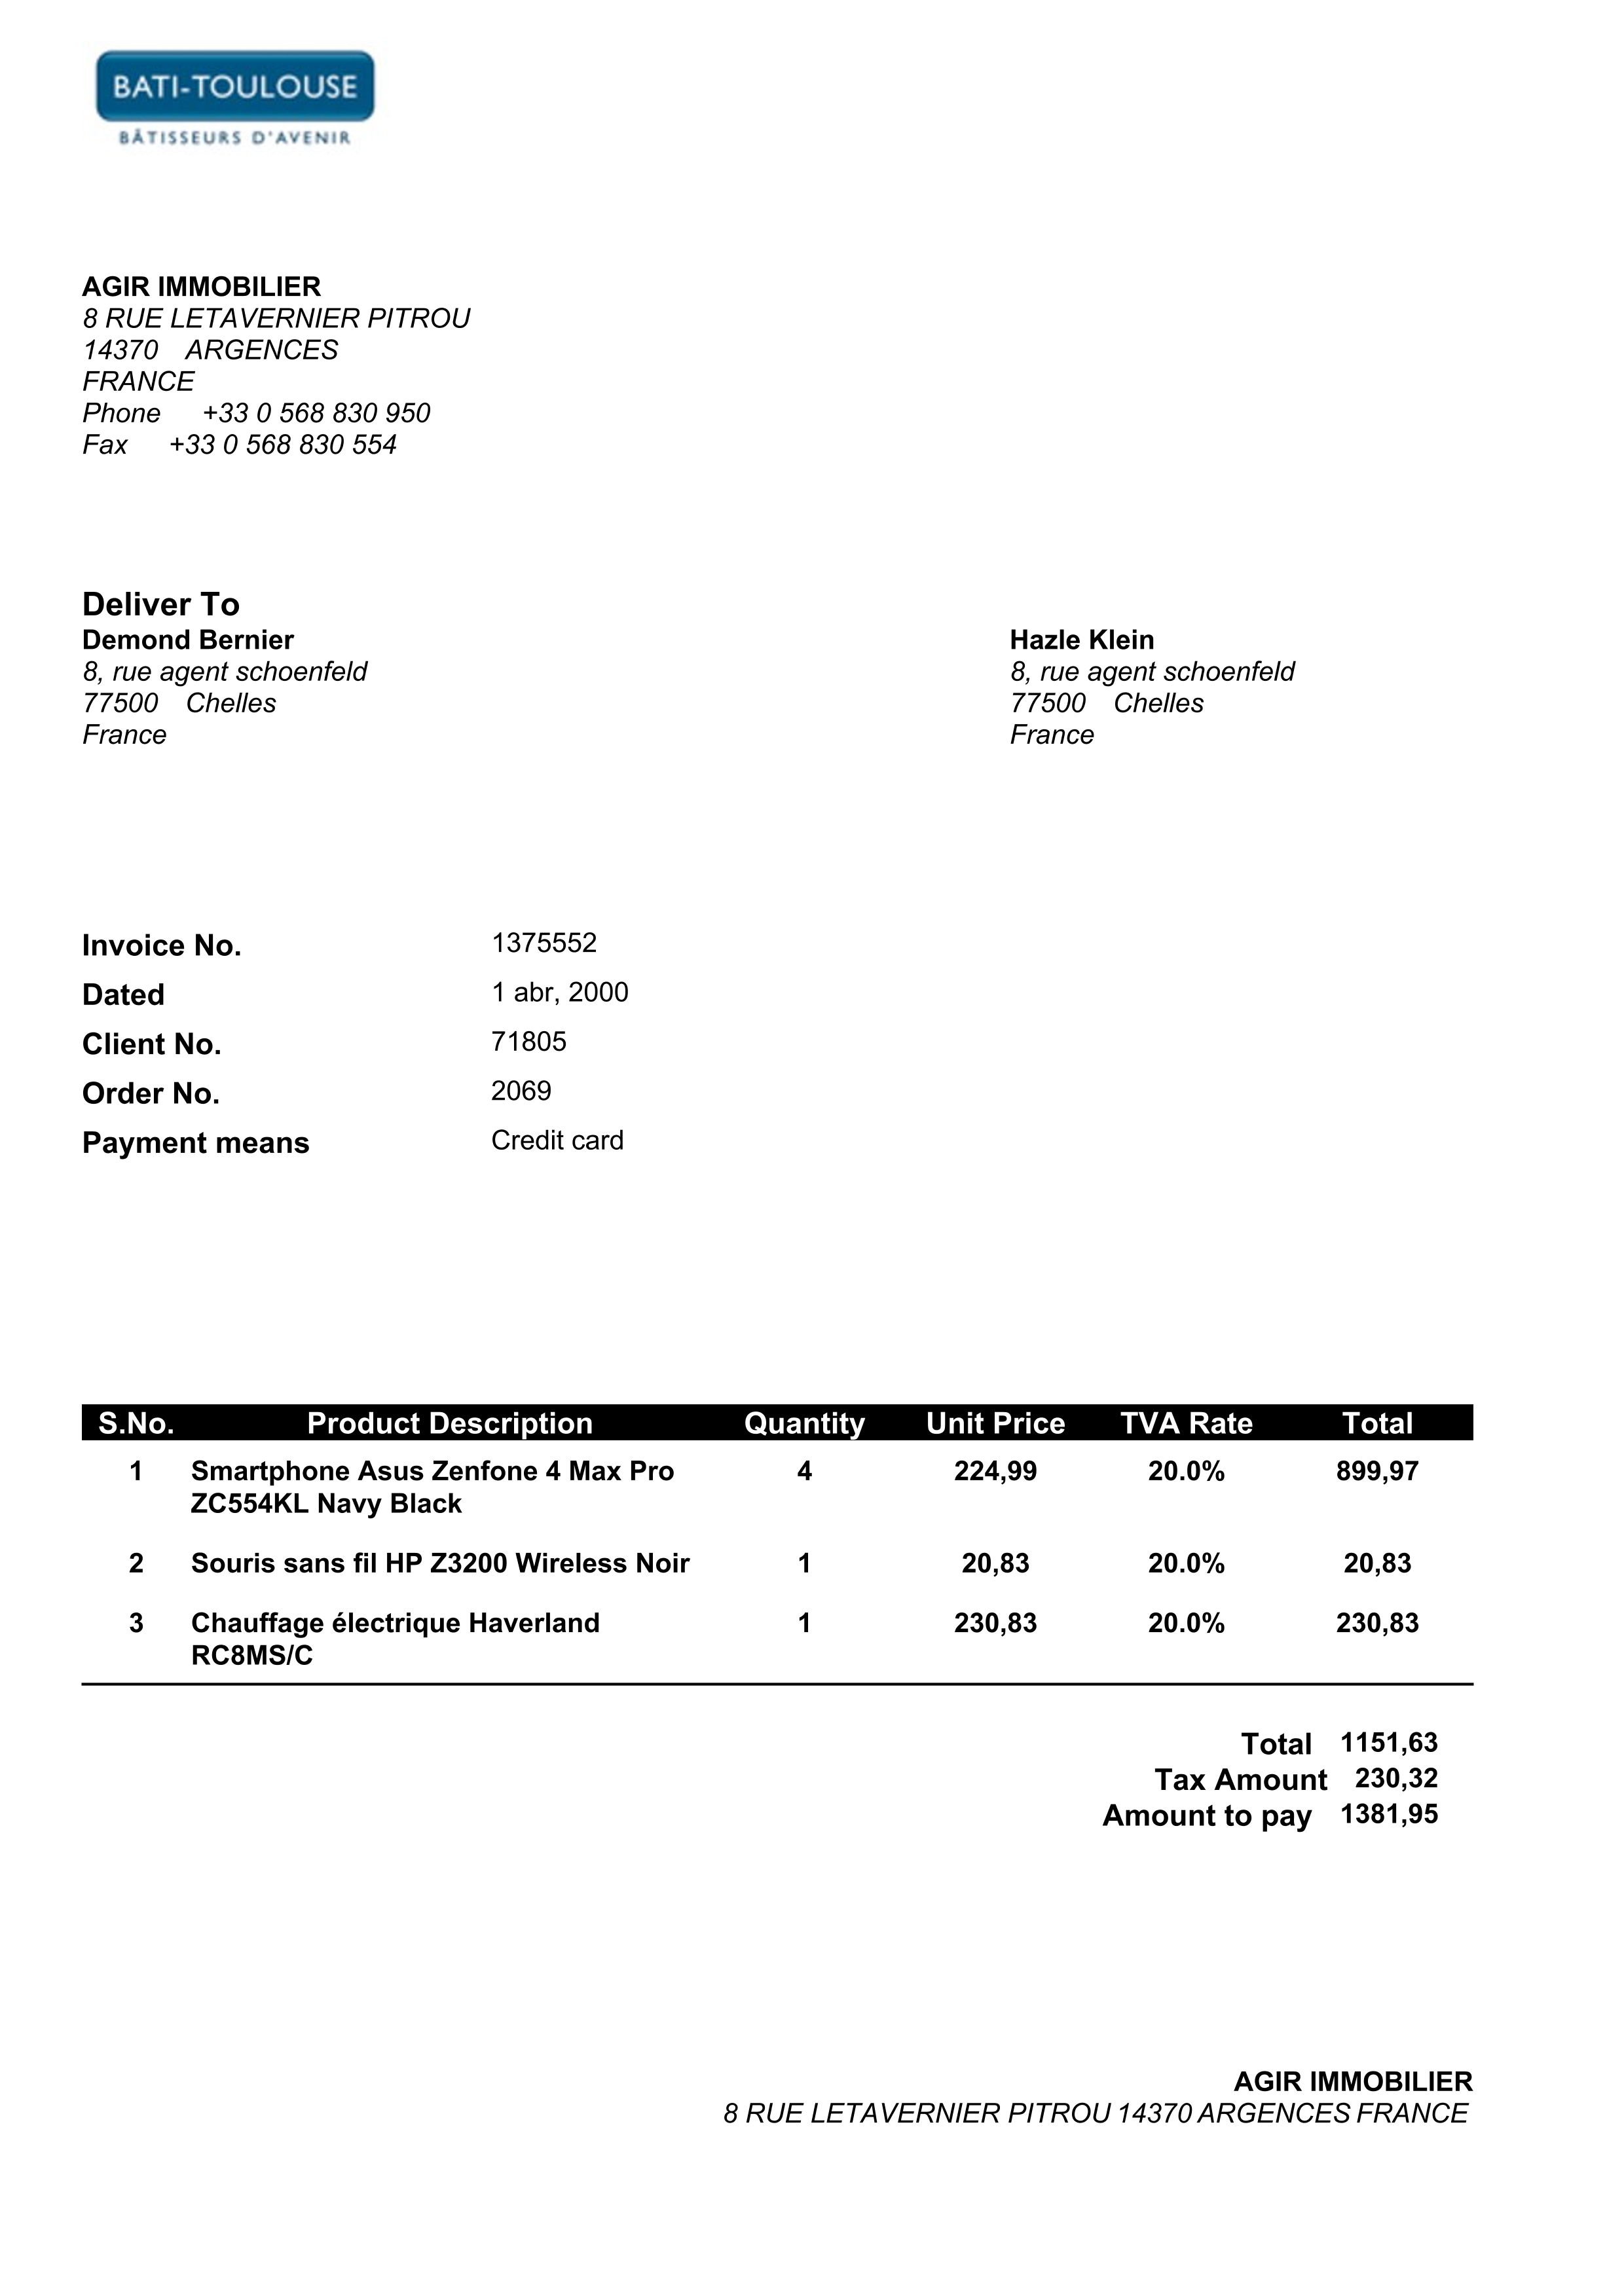 BATI-TOULOUSE
BÂTISSEURS D'AVENIR
AGIR IMMOBILIER
8 RUE LETAVERNIER PITROU
14370 ARGENCES
FRANCE
Phone +33 0 568 830 950
Fax +33 0 568 830 554
Deliver To
Demond Bernier
8, rue agent schoenfeld
77500 Chelles
France
Hazle Klein
8, rue agent schoenfeld
77500 Chelles
France
Invoice No. 1375552
Dated 1 abr, 2000
Client No. 71805
Order No. 2069
Payment means Credit card
S.No. Product Description Quantity Unit Price TVA Rate Total
1 Smartphone Asus Zenfone 4 Max Pro 4 224,99 20.0% 899,97
ZC554KL Navy Black
2 Souris sans fil HP Z3200 Wireless Noir 1 20,83 20.0% 20,83
3 Chauffage électrique Haverland 1 230,83 20.0% 230,83
RC8MS/C
Total 1151,63
Tax Amount 230,32
Amount to pay 1381,95
AGIR IMMOBILIER
8 RUE LETAVERNIER PITROU 14370 ARGENCES FRANCE